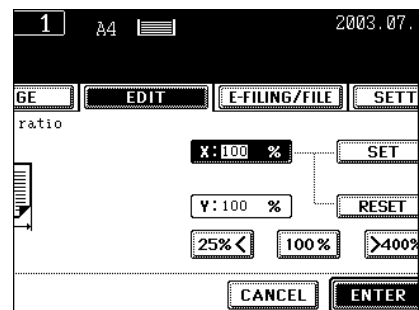 1 A4 2003.07.
GE EDIT E-FILING/FILE SETT
ratio
X:100 % SET
Y:100 % RESET
25%< 100% >400%
CANCEL ENTER